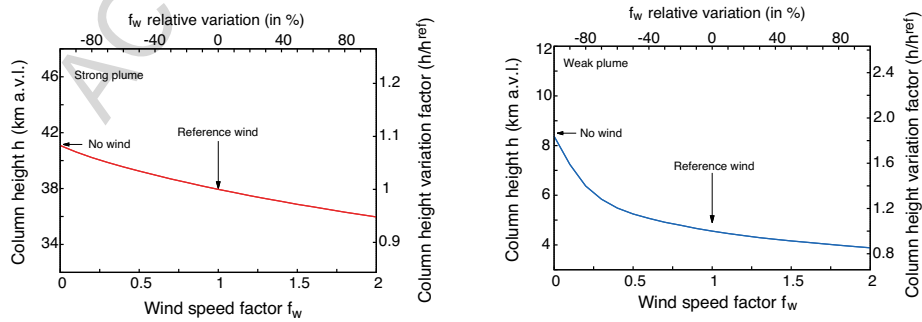 f_w relative variation (in %)
-80 -40 0 40 80
46
42
38
34
Column height h (km a.v.l.)
Strong plume
No wind
Reference wind
1.2
1.1
1
0.9
Column height variation factor (h/h^ref)
0 0.5 1 1.5 2
Wind speed factor f_w
AC
f_w relative variation (in %)
-80 -40 0 40 80
12
10
8
6
4
Column height h (km a.v.l.)
Weak plume
No wind
Reference wind
2.4
2
1.6
1.2
0.8
Column height variation factor (h/h^ref)
0 0.5 1 1.5 2
Wind speed factor f_w